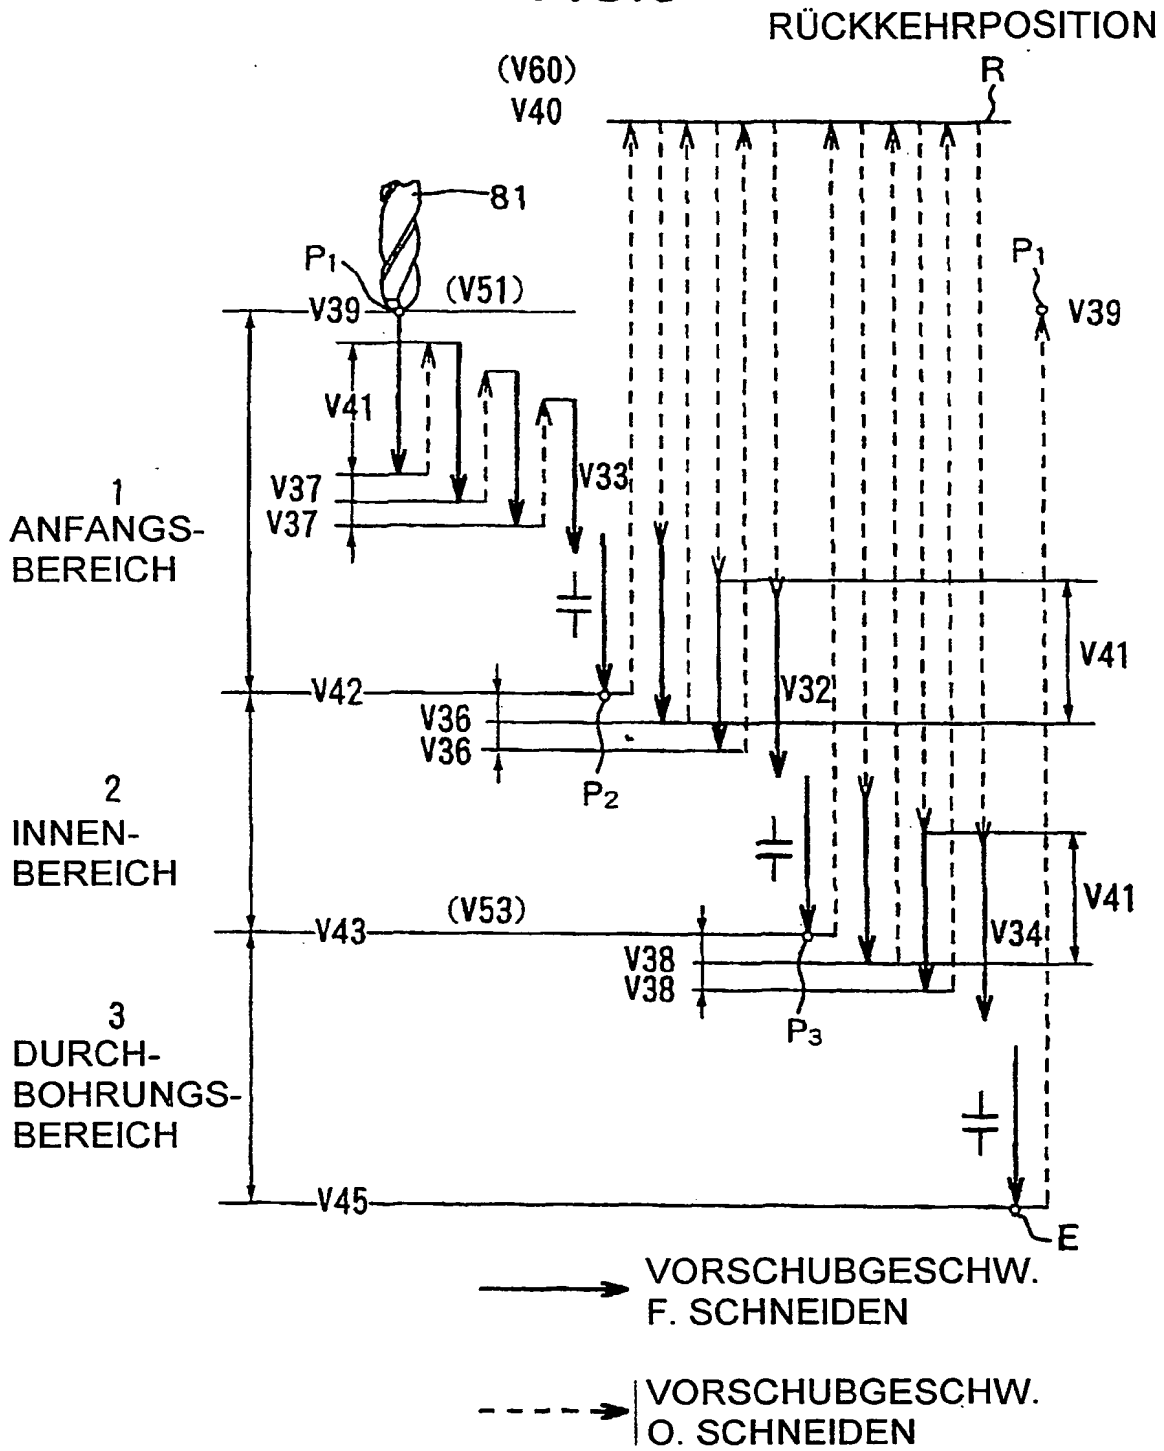 RÜCKKEHRPOSITION
(V60)
V40
R
81
P1
V39
(V51)
P1
V39
V41
V37
V37
V33
1
ANFANGS-
BEREICH
V41
V42
V32
V36
V36
P2
2
INNEN-
BEREICH
V43
(V53)
V41
V34
V38
V38
P3
3
DURCH-
BOHRUNGS-
BEREICH
V45
E
VORSCHUBGESCHW.
F. SCHNEIDEN
VORSCHUBGESCHW.
O. SCHNEIDEN